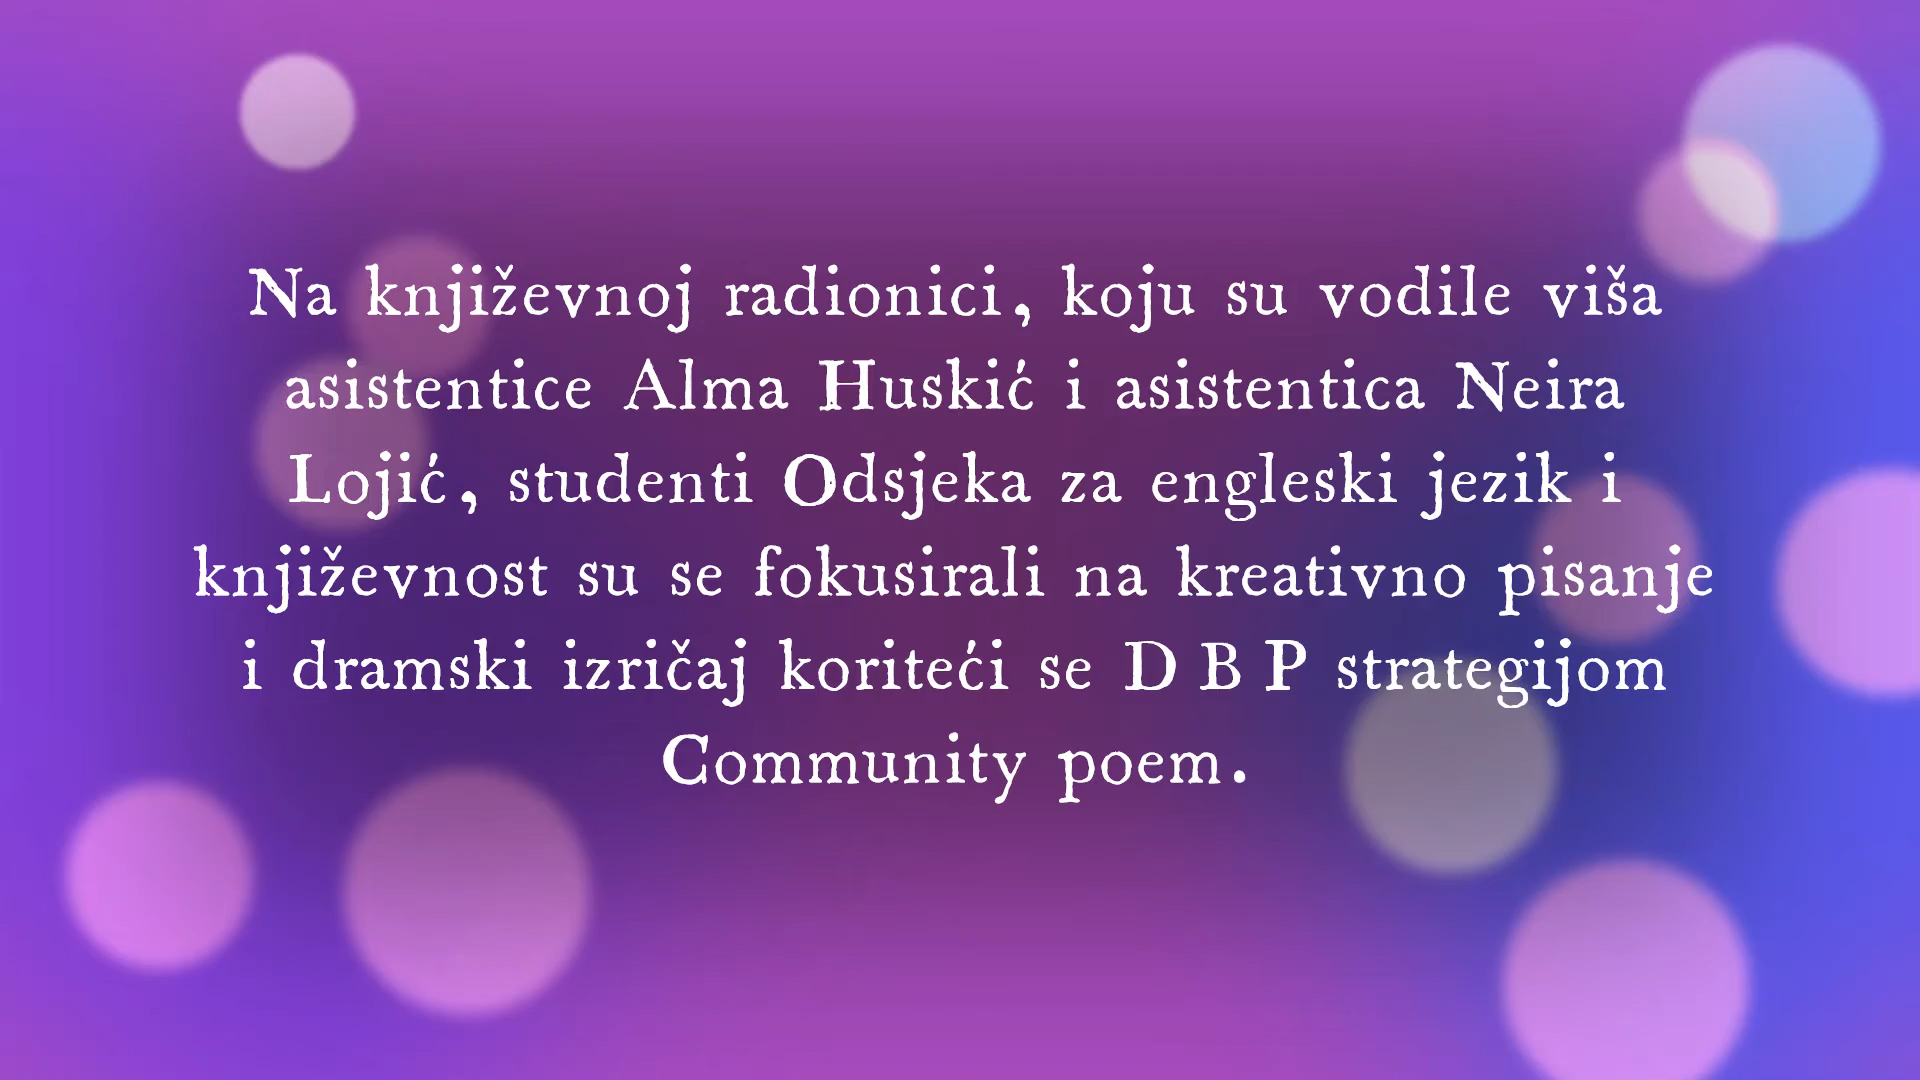 Na književnoj radionici, koju su vodile viša
asistentice Alma Huskić i asistentica Neira
Lojić, studenti Odsjeka za engleski jezik i
književnost su se fokusirali na kreativno pisanje
i dramski izričaj koriteći se D B P strategijom
Community poem.